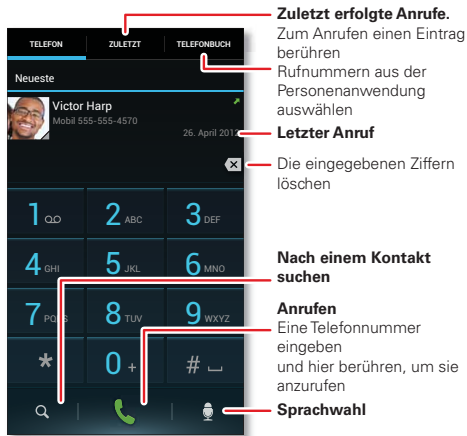 TELEFON ZULETZT TELEFONBUCH
Neueste
Victor Harp
Mobil 555-555-4570
26. April 2012
1
2 ABC 3 DEF
4 GHI 5 JKL 6 MNO
7 PQRS 8 TUV 9 WXYZ
* 0 + #
Zuletzt erfolgte Anrufe.
Zum Anrufen einen Eintrag
berühren
Rufnummern aus der
Personenanwendung
auswählen
Letzter Anruf
Die eingegebenen Ziffern
löschen
Nach einem Kontakt
suchen
Anrufen
Eine Telefonnummer
eingeben
und hier berühren, um sie
anzurufen
Sprachwahl